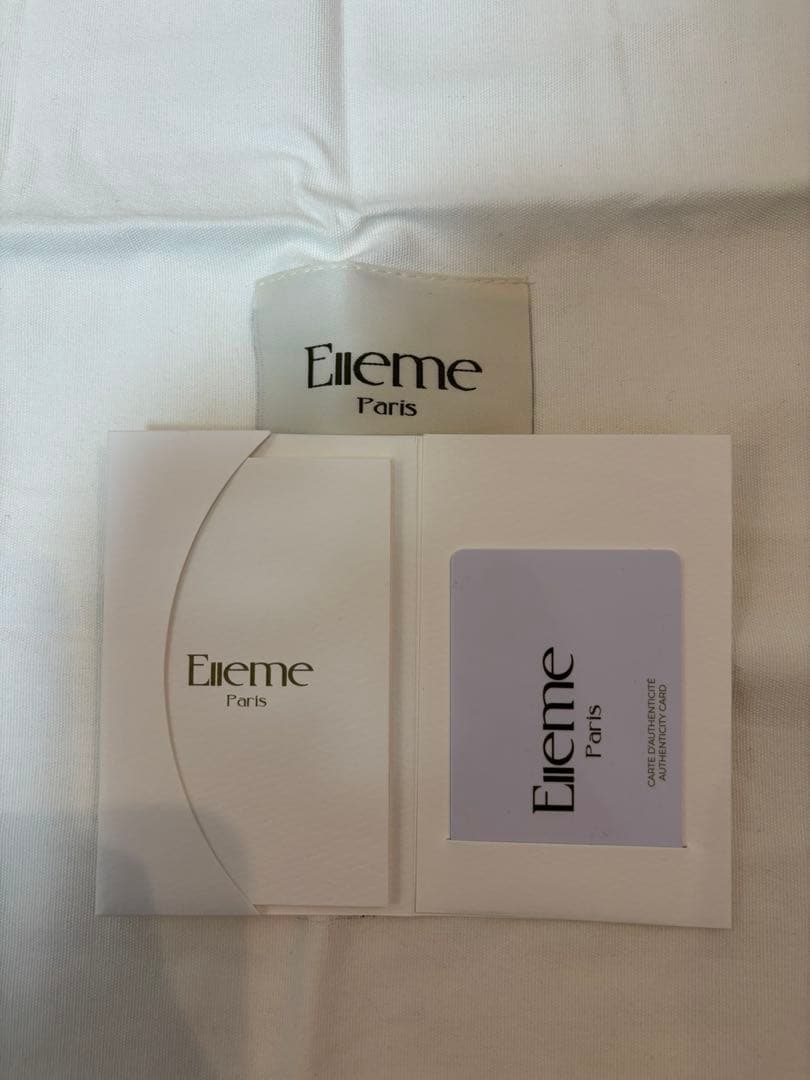 Elleme
Paris
Elleme
Paris
Elleme
Paris
CARTE D'AUTHENTICITÉ
AUTHENTICITY CARD